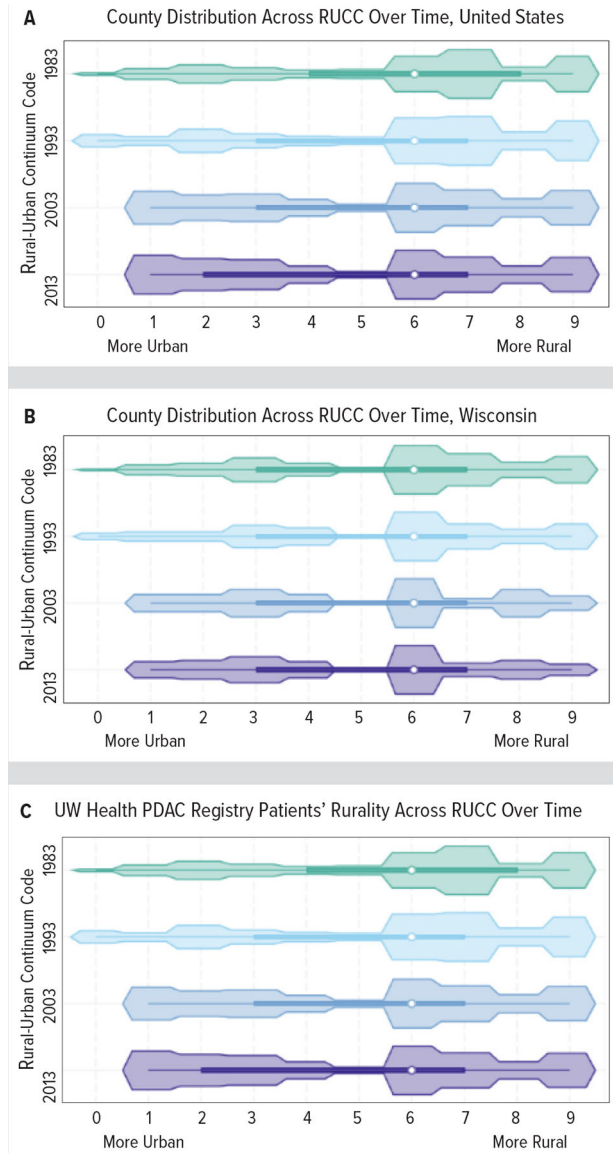 A County Distribution Across RUCC Over Time, United States
Rural-Urban Continuum Code
1983
1993
2003
2013
0 1 2 3 4 5 6 7 8 9
More Urban More Rural
B County Distribution Across RUCC Over Time, Wisconsin
Rural-Urban Continuum Code
1983
1993
2003
2013
0 1 2 3 4 5 6 7 8 9
More Urban More Rural
C UW Health PDAC Registry Patients’ Rurality Across RUCC Over Time
Rural-Urban Continuum Code
1983
1993
2003
2013
0 1 2 3 4 5 6 7 8 9
More Urban More Rural